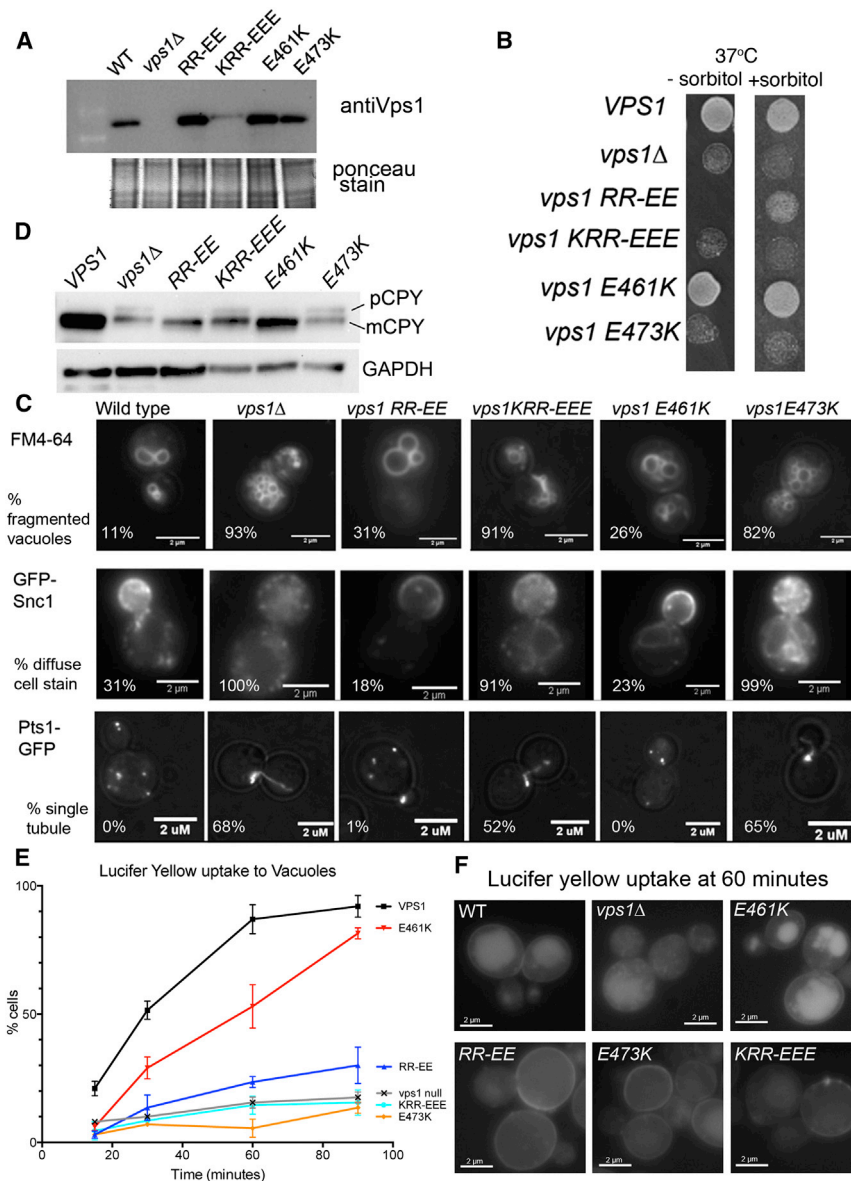 A
WT
vps1Δ
RR-EE
KRR-EEE
E461K
E473K
antiVps1
ponceau
stain
B
37°C
- sorbitol +sorbitol
VPS1
vps1Δ
vps1 RR-EE
vps1 KRR-EEE
vps1 E461K
vps1 E473K
D
VPS1
vps1Δ
RR-EE
KRR-EEE
E461K
E473K
pCPY
mCPY
GAPDH
C
Wild type vps1Δ vps1 RR-EE vps1KRR-EEE vps1 E461K vps1E473K
FM4-64
%
fragmented
vacuoles
11% 93% 31% 91% 26% 82%
2 μm 2 μm 2 μm 2 μm 2 μm 2 μm
GFP-
Snc1
% diffuse
cell stain
31% 100% 18% 91% 23% 99%
2 μm 2 μm 2 μm 2 μm 2 μm 2 μm
Pts1-
GFP
% single
tubule
0% 68% 1% 52% 0% 65%
2 uM 2 uM 2 uM 2 uM 2 uM 2 uM
E
Lucifer Yellow uptake to Vacuoles
100
50
0
% cells
VPS1
E461K
RR-EE
vps1 null
KRR-EEE
E473K
0 20 40 60 80 100
Time (minutes)
F
Lucifer yellow uptake at 60 minutes
WT vps1Δ E461K
2 μm 2 μm 2 μm
RR-EE E473K KRR-EEE
2 μm 2 μm 2 μm